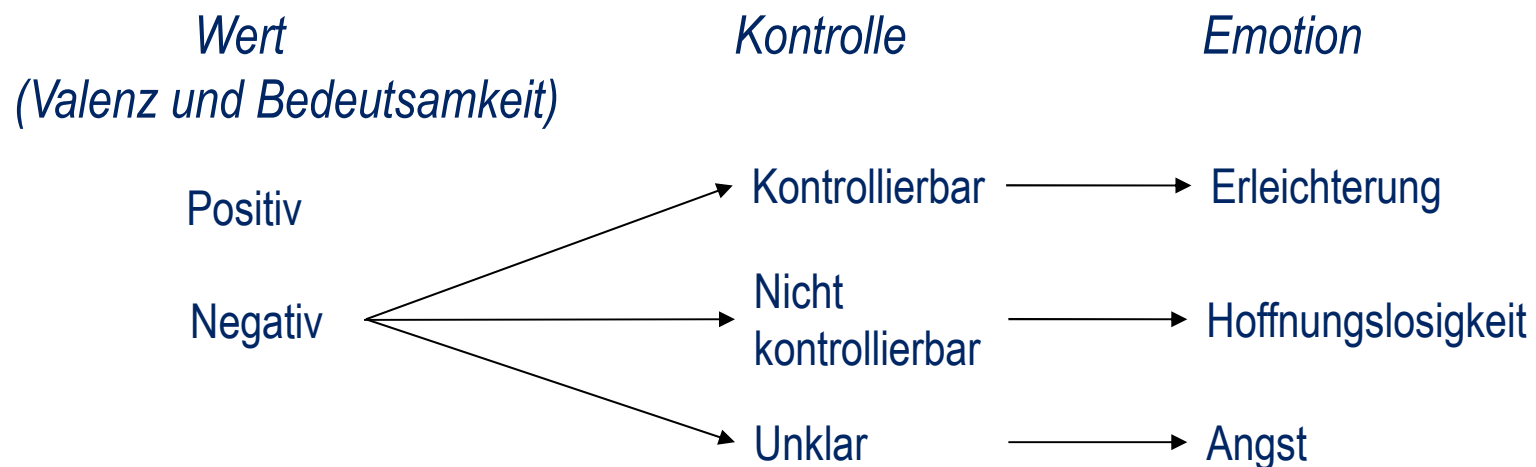 Wert
(Valenz und Bedeutsamkeit)
Kontrolle
Emotion
Positiv
Negativ
Kontrollierbar
Erleichterung
Nicht
kontrollierbar
Hoffnungslosigkeit
Unklar
Angst